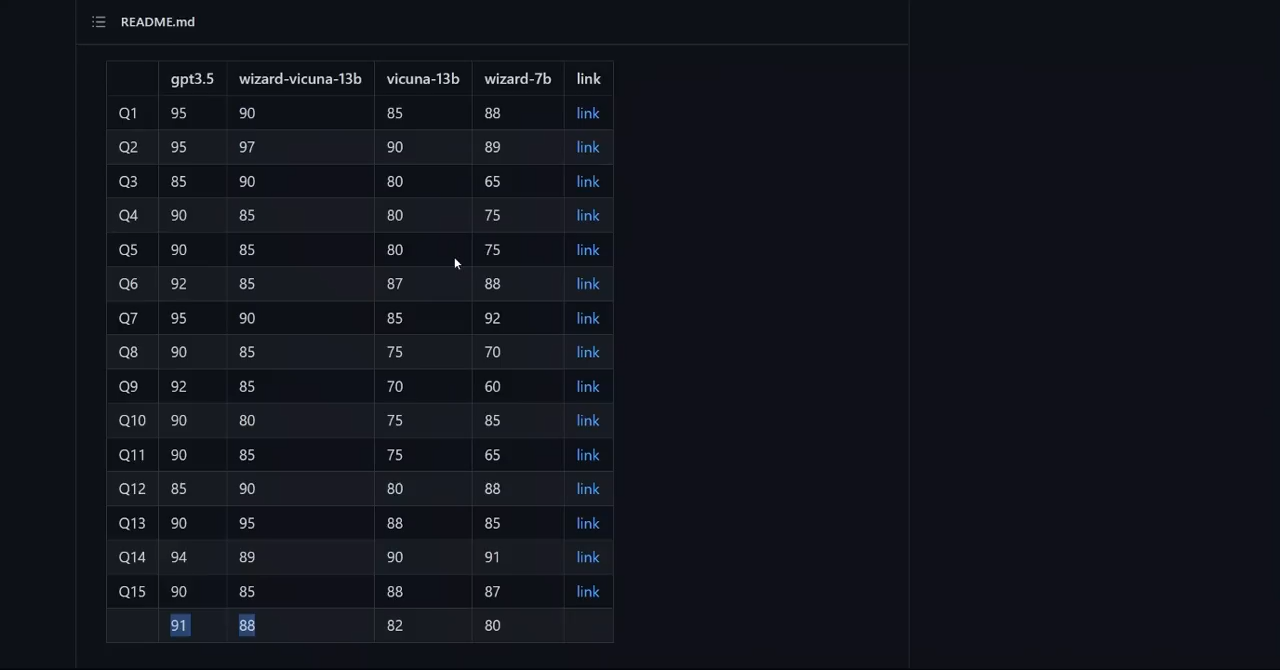 README.md
gpt3.5 wizard-vicuna-13b vicuna-13b wizard-7b link
Q1 95 90 85 88 link
Q2 95 97 90 89 link
Q3 85 90 80 65 link
Q4 90 85 80 75 link
Q5 90 85 80 75 link
Q6 92 85 87 88 link
Q7 95 90 85 92 link
Q8 90 85 75 70 link
Q9 92 85 70 60 link
Q10 90 80 75 85 link
Q11 90 85 75 65 link
Q12 85 90 80 88 link
Q13 90 95 88 85 link
Q14 94 89 90 91 link
Q15 90 85 88 87 link
91 88 82 80